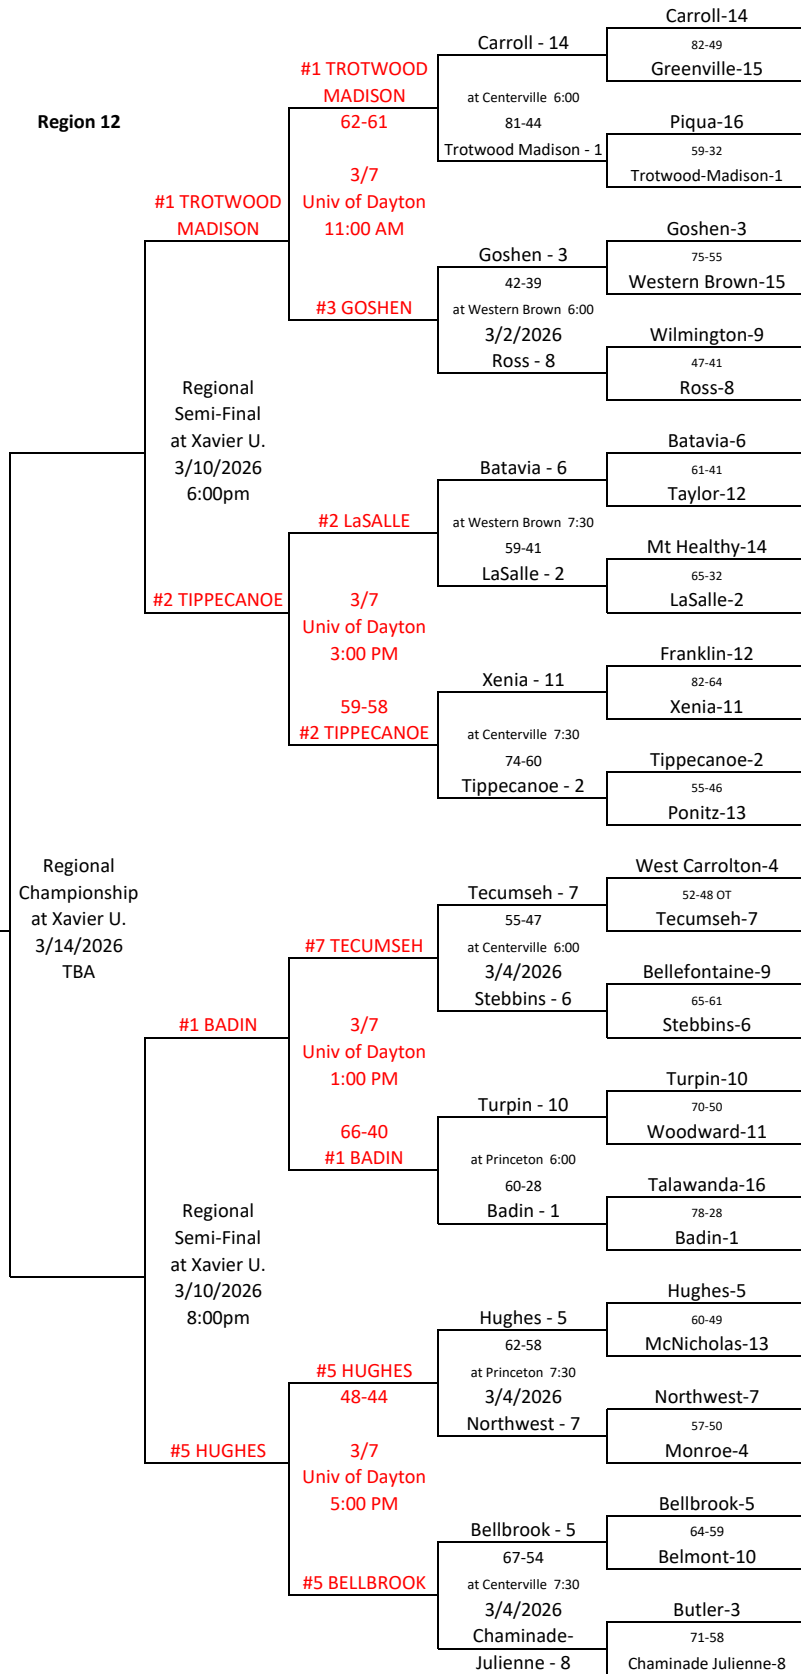 Region 12
Carroll-14
82-49
Greenville-15
Piqua-16
59-32
Trotwood-Madison-1
Goshen-3
75-55
Western Brown-15
Wilmington-9
47-41
Ross-8
Batavia-6
61-41
Taylor-12
Mt Healthy-14
65-32
LaSalle-2
Franklin-12
82-64
Xenia-11
Tippecanoe-2
55-46
Ponitz-13
West Carrolton-4
52-48 OT
Tecumseh-7
Bellefontaine-9
65-61
Stebbins-6
Turpin-10
70-50
Woodward-11
Talawanda-16
78-28
Badin-1
Hughes-5
60-49
McNicholas-13
Northwest-7
57-50
Monroe-4
Bellbrook-5
64-59
Belmont-10
Butler-3
71-58
Chaminade Julienne-8
Carroll - 14
at Centerville 6:00
81-44
Trotwood Madison - 1
Goshen - 3
42-39
at Western Brown 6:00
3/2/2026
Ross - 8
Batavia - 6
at Western Brown 7:30
59-41
LaSalle - 2
Xenia - 11
at Centerville 7:30
74-60
Tippecanoe - 2
Tecumseh - 7
55-47
at Centerville 6:00
3/4/2026
Stebbins - 6
Turpin - 10
at Princeton 6:00
60-28
Badin - 1
Hughes - 5
62-58
at Princeton 7:30
3/4/2026
Northwest - 7
Bellbrook - 5
67-54
at Centerville 7:30
3/4/2026
Chaminade-
Julienne - 8
#1 TROTWOOD
MADISON
62-61
3/7
Univ of Dayton
11:00 AM
#3 GOSHEN
#2 LaSALLE
3/7
Univ of Dayton
3:00 PM
59-58
#2 TIPPECANOE
#7 TECUMSEH
3/7
Univ of Dayton
1:00 PM
66-40
#1 BADIN
#5 HUGHES
48-44
3/7
Univ of Dayton
5:00 PM
#5 BELLBROOK
#1 TROTWOOD
MADISON
Regional
Semi-Final
at Xavier U.
3/10/2026
6:00pm
#2 TIPPECANOE
#1 BADIN
Regional
Semi-Final
at Xavier U.
3/10/2026
8:00pm
#5 HUGHES
Regional
Championship
at Xavier U.
3/14/2026
TBA